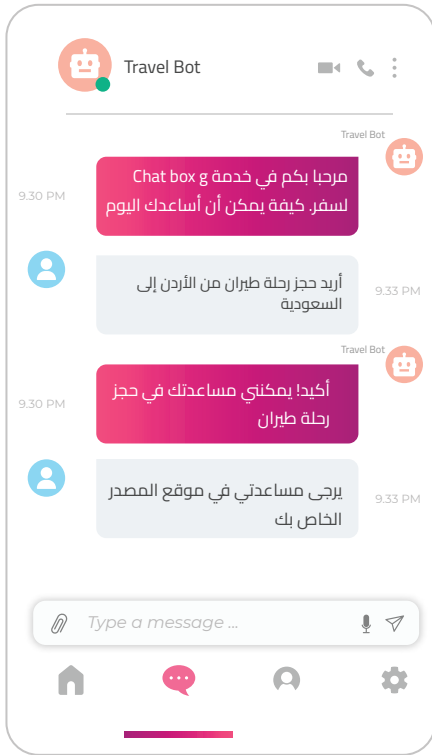 Travel Bot
Travel Bot
مرحبا بكم في خدمة Chat box g
لسفر. كيفة يمكن أن أساعدك اليوم
9.30 PM
أريد حجز رحلة طيران من الأردن إلى
السعودية
9.33 PM
Travel Bot
أكيد! يمكنني مساعدتك في حجز
رحلة طيران
9.30 PM
يرجى مساعدتي في موقع المصدر
الخاص بك
9.33 PM
Type a message ...